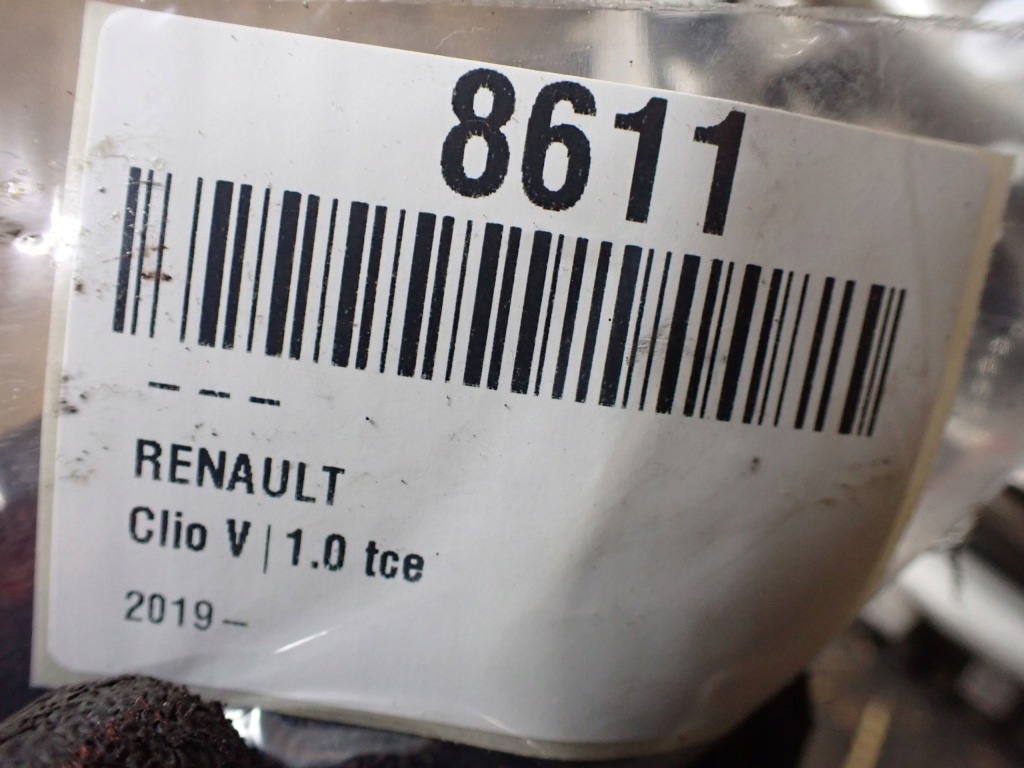 8611
– – –
RENAULT
Clio V | 1.0 tce
2019 –